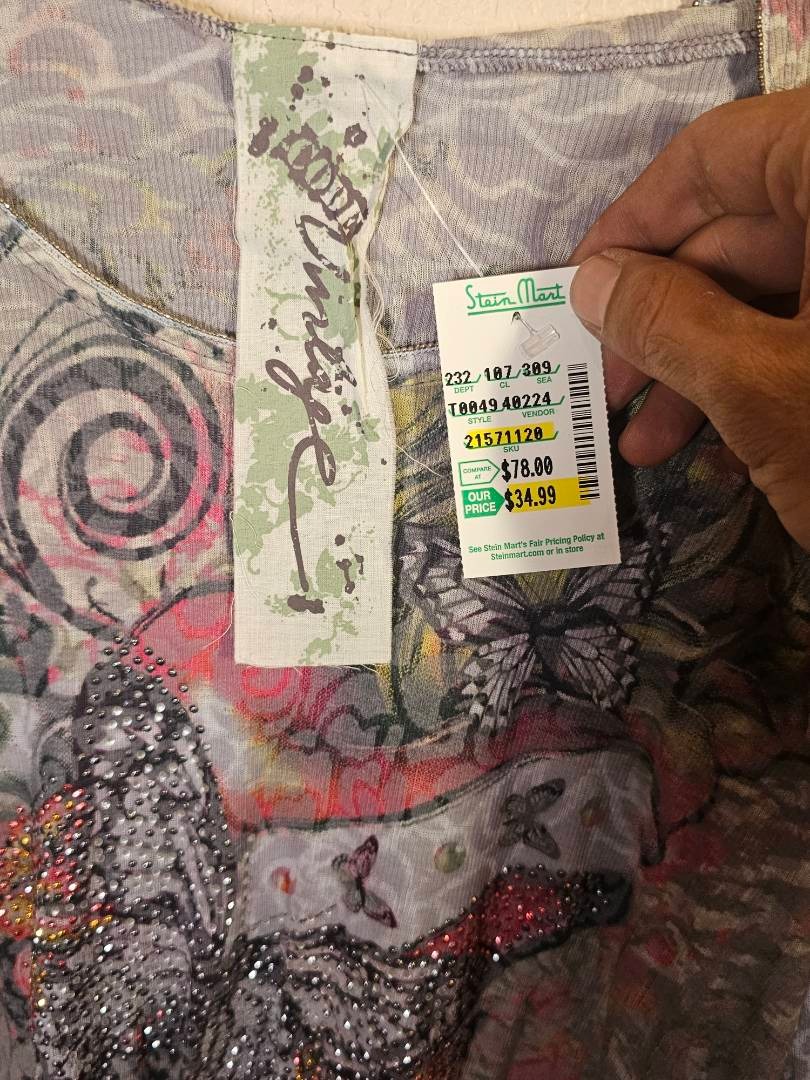 Vintage
Stein Mart
232 / 107 / 309 /
DEPT CL SEA
T0049 40224
STYLE VENDOR
21571120
SKU
COMPARE AT $78.00
OUR PRICE $34.99
See Stein Mart's Fair Pricing Policy at
Steinmart.com or in store